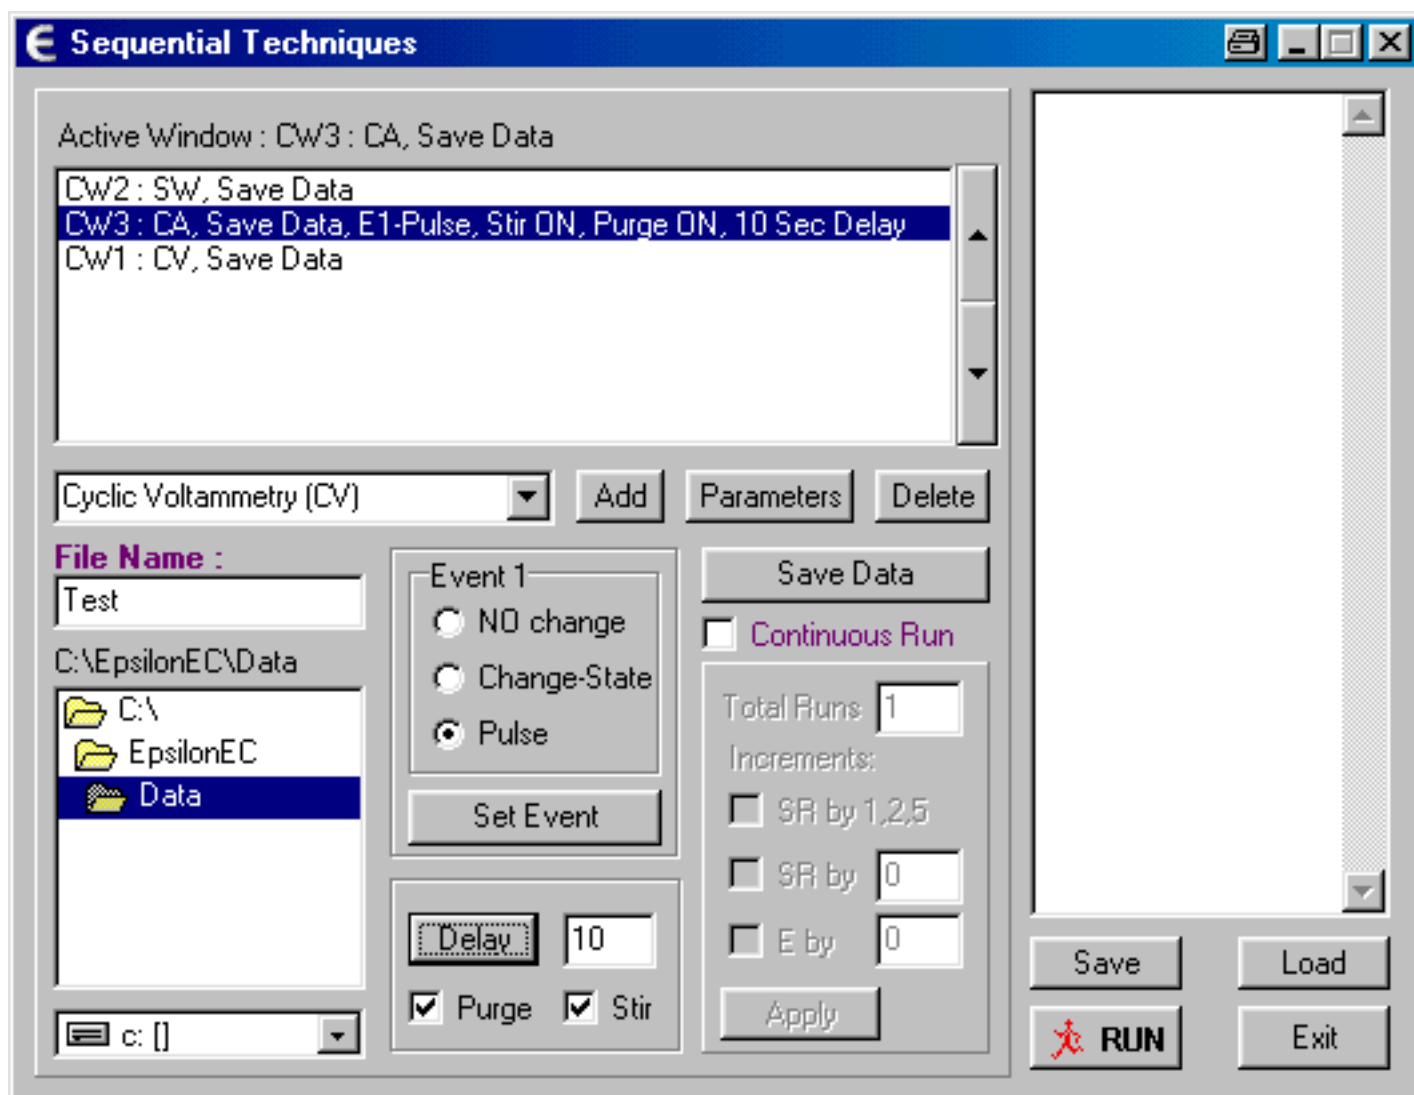 Sequential Techniques
Active Window : CW3 : CA, Save Data
CW2 : SW, Save Data
CW3 : CA, Save Data, E1-Pulse, Stir ON, Purge ON, 10 Sec Delay
CW1 : CV, Save Data
Cyclic Voltammetry (CV)
Add
Parameters
Delete
File Name :
Test
C:\EpsilonEC\Data
C:\
EpsilonEC
Data
c: []
Event 1
NO change
Change-State
Pulse
Set Event
Delay
10
Purge
Stir
Save Data
Continuous Run
Total Runs 1
Increments:
SR by 1,2,5
SR by 0
E by 0
Apply
Save
Load
RUN
Exit